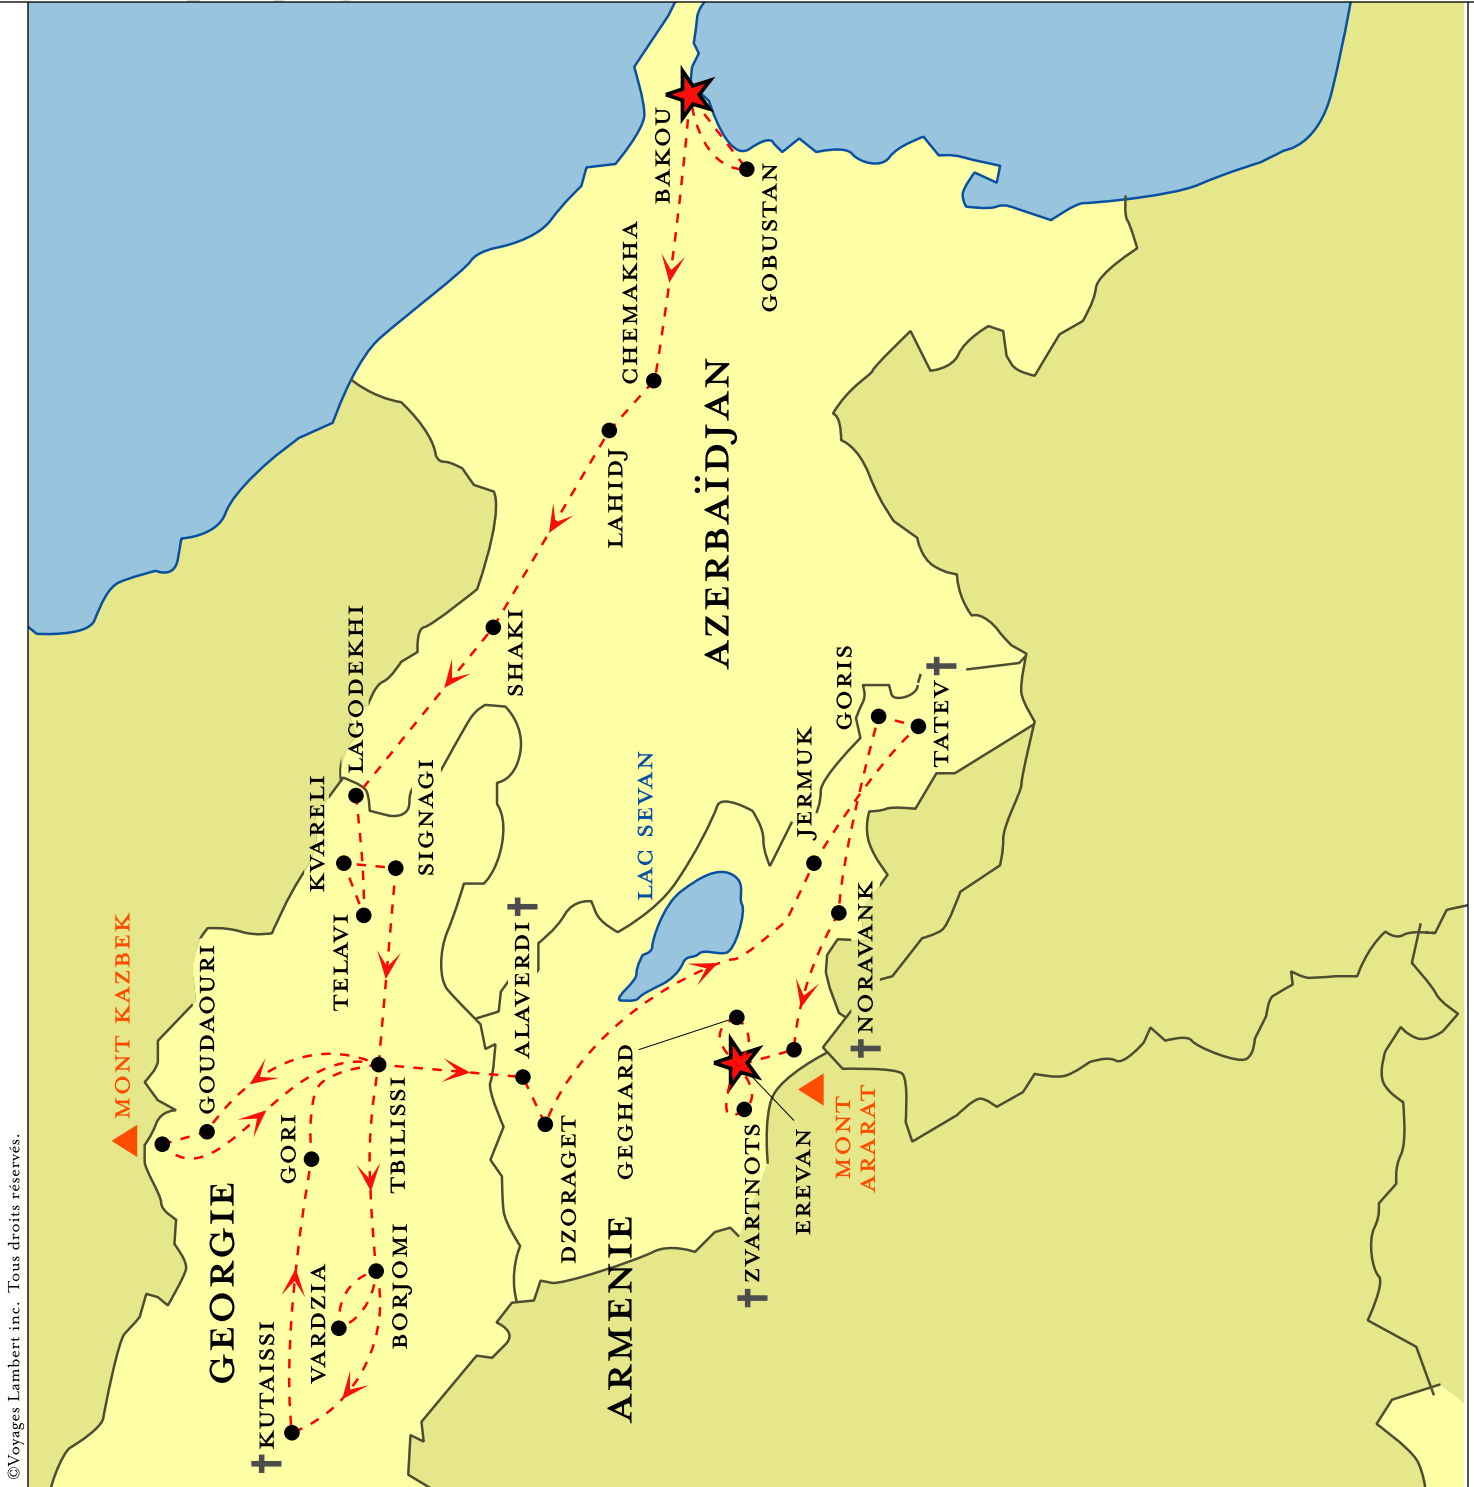 ©Voyages Lambert inc. Tous droits réservés.
MONT KAZBEK
GOUDAOURI
GEORGIE
†KUTAISSI
GORI
VARDZIA
KVARELI
TELAVI
LAGODEKHI
TBILISSI
BORJOMI
SIGNAGI
SHAKI
ALAVERDI†
DZORAGET
LAHIDJ
CHEMAKHA
BAKOU
GOBUSTAN
AZERBAÏDJAN
ARMENIE
GEGHARD
LAC SEVAN
†ZVARTNOTS
EREVAN
JERMUK
GORIS
MONT
ARARAT
†NORAVANK
TATEV†